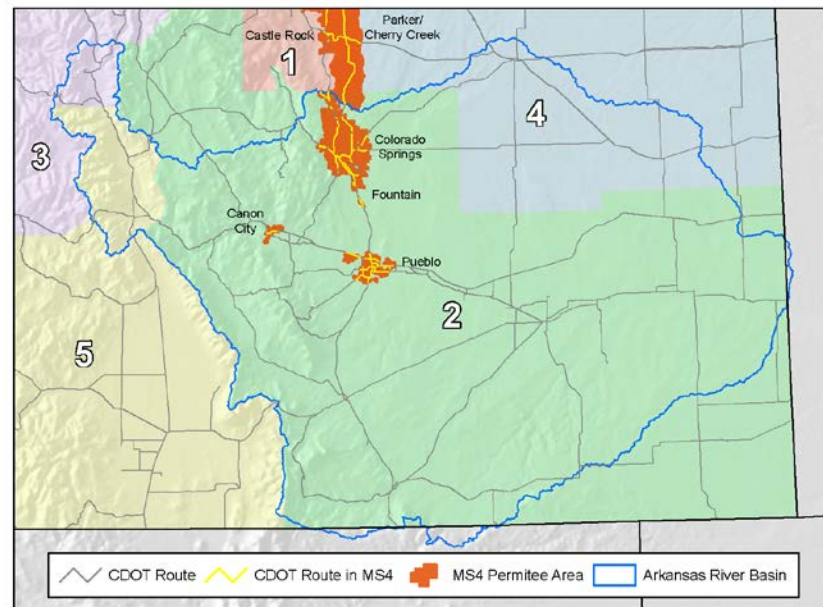 Parker/
Castle Rock
Cherry Creek
1
4
3
Colorado
Springs
Fountain
Canon
City
Pueblo
2
5
CDOT Route
CDOT Route in MS4
MS4 Permitee Area
Arkansas River Basin